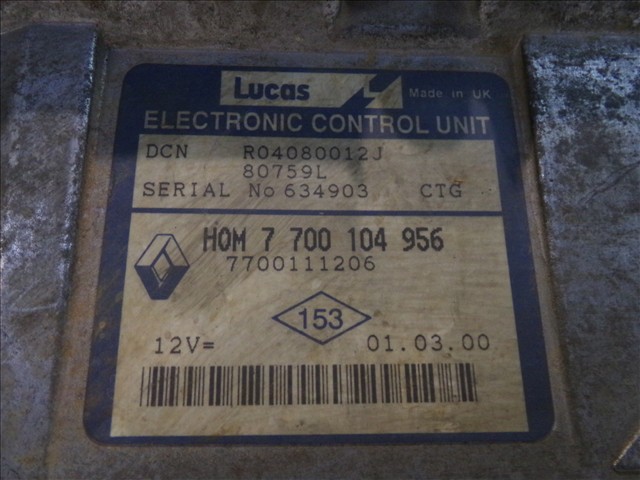 Lucas Made in UK
ELECTRONIC CONTROL UNIT
DCN R04080012J
80759L
SERIAL No 634903 CTG
HOM 7 700 104 956
7700111206
153
12V= 01.03.00